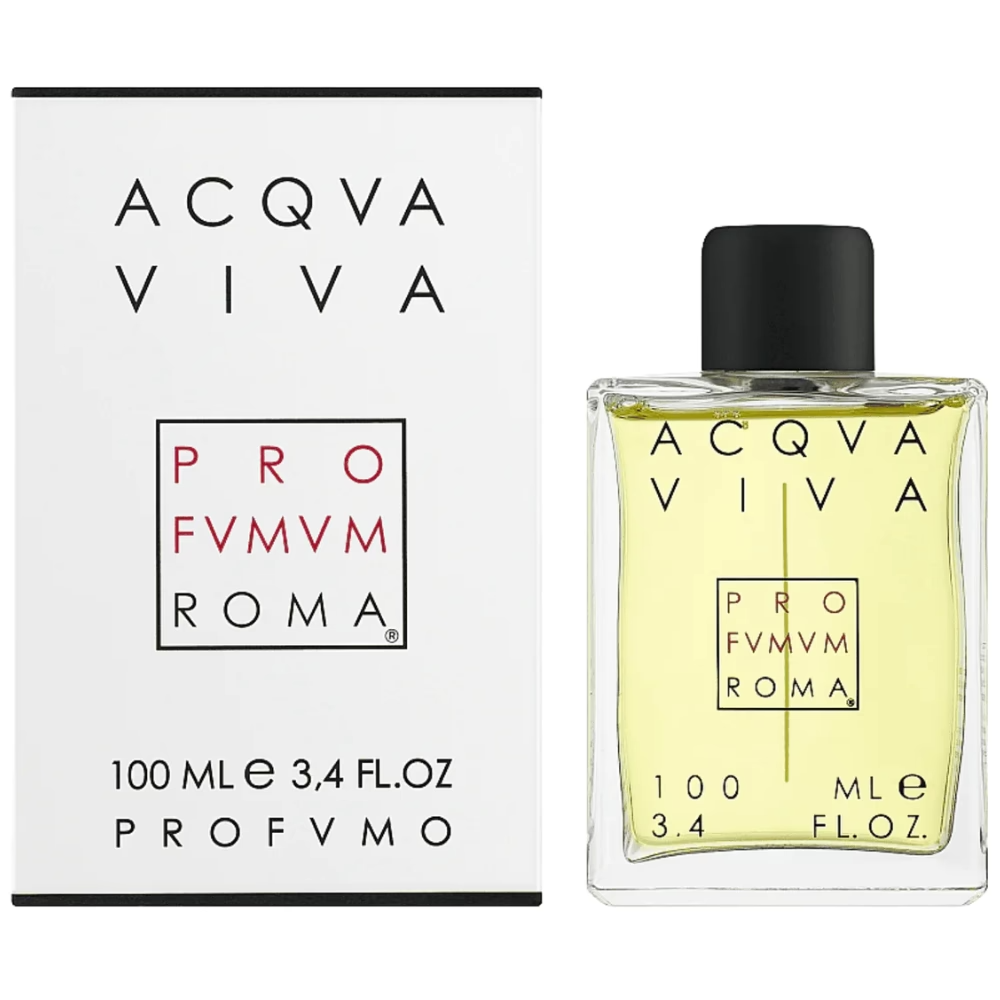 ACQVA
VIVA
PRO
FVMVM
ROMA®
100 ML e 3,4 FL.OZ
PROFVMO
ACQVA
VIVA
PRO
FVMVM
ROMA®
100 ML e
3.4 FL.OZ.